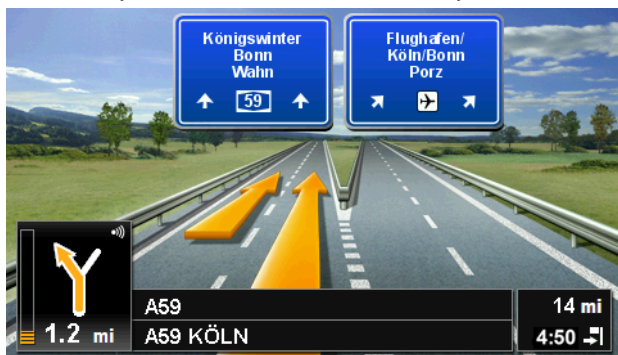 Königswinter
Bonn
Wahn
59
Flughafen/
Köln/Bonn
Porz
1.2 mi
A59
A59 KÖLN
14 mi
4:50